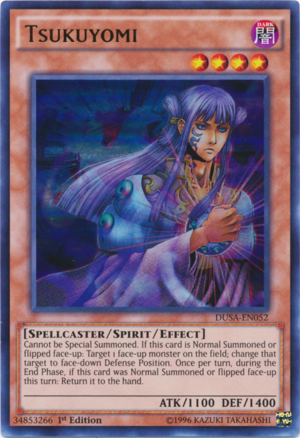 TSUKUYOMI
DARK
闇
DUSA-EN052
[SPELLCASTER/SPIRIT/EFFECT]
Cannot be Special Summoned. If this card is Normal Summoned or
flipped face-up: Target 1 face-up monster on the field; change that
target to face-down Defense Position. Once per turn, during the
End Phase, if this card was Normal Summoned or flipped face-up
this turn: Return it to the hand.
ATK/1100 DEF/1400
34853266 1st Edition ©1996 KAZUKI TAKAHASHI